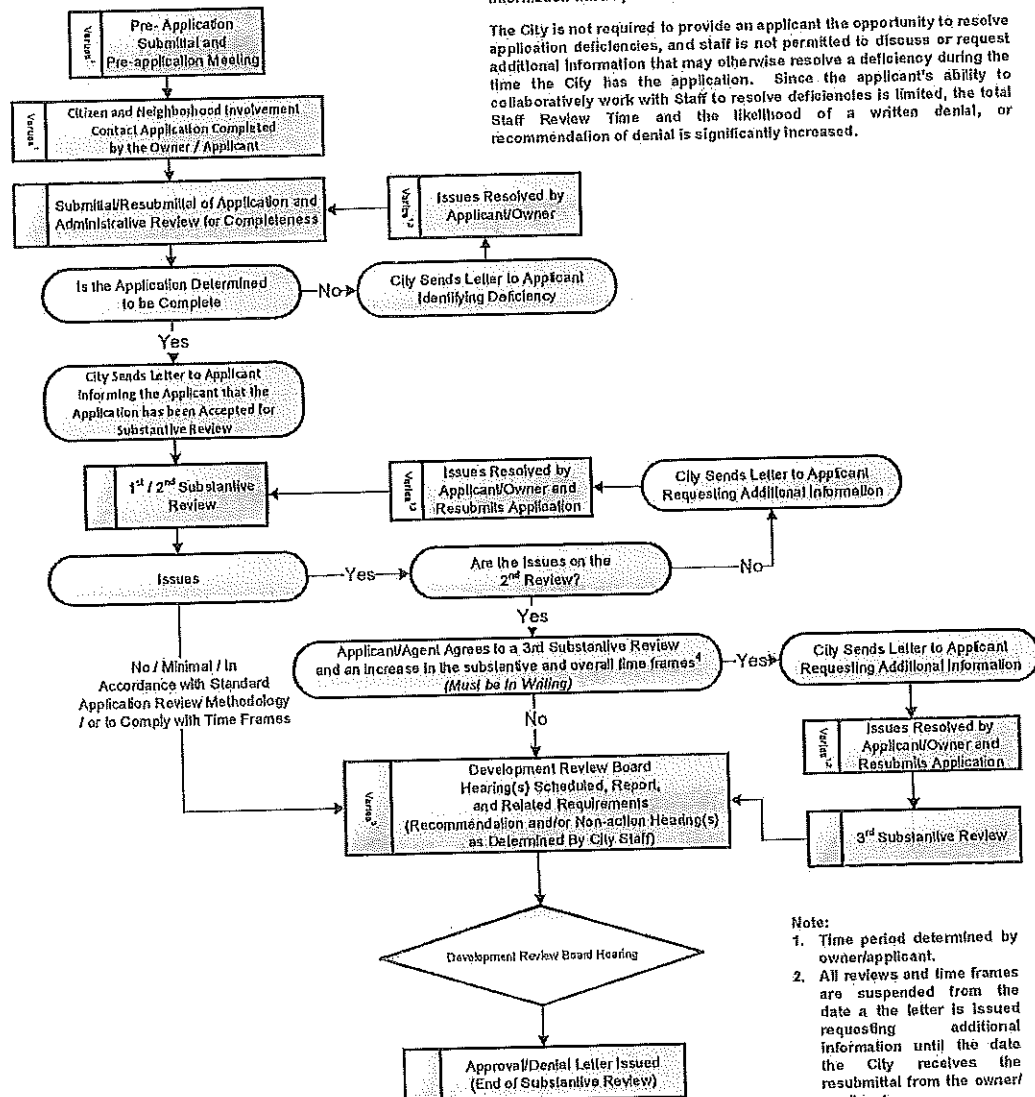 The City is not required to provide an applicant the opportunity to resolve
application deficiencies, and staff is not permitted to discuss or request
additional information that may otherwise resolve a deficiency during the
time the City has the application. Since the applicant's ability to
collaboratively work with Staff to resolve deficiencies is limited, the total
Staff Review Time and the likelihood of a written denial, or
recommendation of denial is significantly increased.
Pre- Application
Submittal and
Pre-application Meeting
Citizen and Neighborhood Involvement
Contact Application Completed
by the Owner / Applicant
Varies¹
Submittal/Resubmittal of Application and
Administrative Review for Completeness
Issues Resolved by
Applicant/Owner
Is the Application Determined
to be Complete
No
City Sends Letter to Applicant
Identifying Deficiency
Yes
City Sends Letter to Applicant
Informing the Applicant that the
Application has been Accepted for
Substantive Review
1st / 2nd Substantive
Review
Issues Resolved by
Applicant/Owner and
Resubmits Application
City Sends Letter to Applicant
Requesting Additional Information
Issues
Yes
Are the Issues on the
2nd Review?
No
Yes
No / Minimal / In
Accordance with Standard
Application Review Methodology
/ or to Comply with Time Frames
Applicant/Agent Agrees to a 3rd Substantive Review
and an increase in the substantive and overall time frames⁴
(Must be In Writing)
Yes
City Sends Letter to Applicant
Requesting Additional Information
No
Issues Resolved by
Applicant/Owner and
Resubmits Application
Varies³
Development Review Board
Hearing(s) Scheduled, Report,
and Related Requirements
(Recommendation and/or Non-action Hearing(s)
as Determined By City Staff)
3rd Substantive Review
Development Review Board Hearing
Approval/Denial Letter Issued
(End of Substantive Review)
Note:
1. Time period determined by
owner/applicant.
2. All reviews and time frames
are suspended from the
date a the letter is issued
requesting additional
information until the date
the City receives the
resubmittal from the owner/